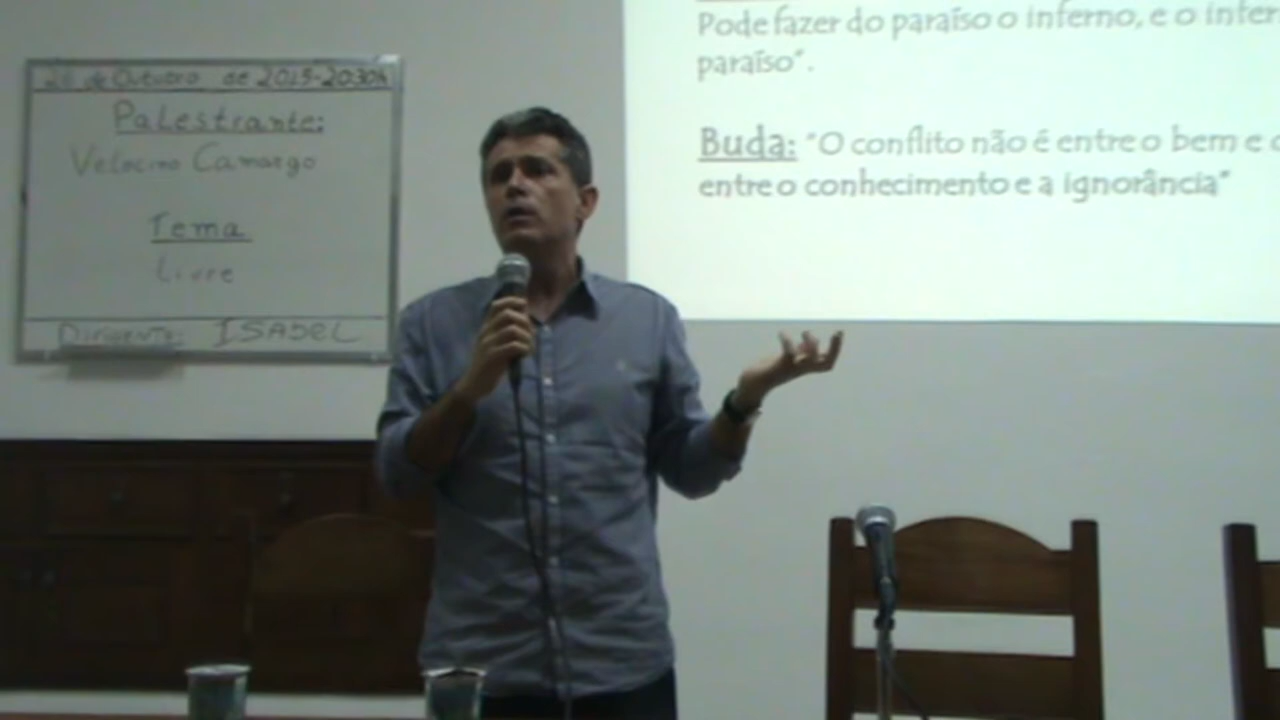 26 de Outubro de 2015-20:30h
Palestrante:
Velocino Camargo
Tema
Livre
Dirigente: ISABEL
Pode fazer do paraíso o inferno, e o infer
paraíso".
Buda: "O conflito não é entre o bem e o
entre o conhecimento e a ignorância"